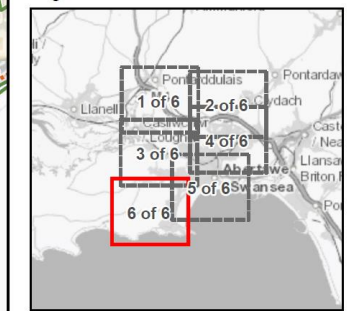 Pontarddulais
Pontardaw
Llanell
1 of 6
2 of 6
Clydach
3 of 6
4 of 6
Cast
/ Nea
Llansa
Briton F
5 of 6
Swansea
6 of 6
Po